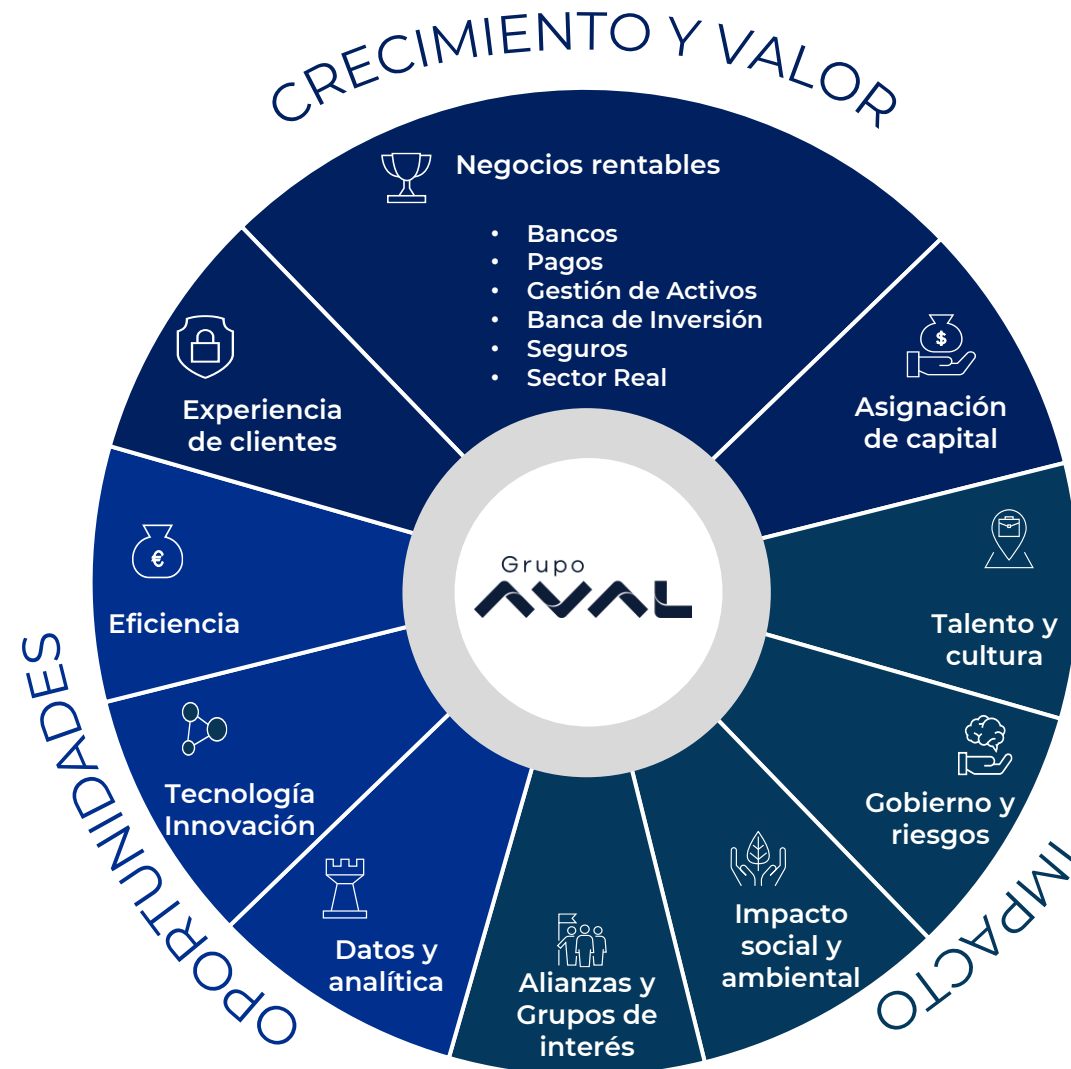 CRECIMIENTO Y VALOR
Negocios rentables
• Bancos
• Pagos
• Gestión de Activos
• Banca de Inversión
• Seguros
• Sector Real
$
Asignación
de capital
Experiencia
de clientes
€
Eficiencia
Grupo
AVAL
Talento y
cultura
Tecnología
Innovación
Gobierno y
riesgos
Datos y
analítica
Alianzas y
Grupos de
interés
Impacto
social y
ambiental
OPORTUNIDADES
IMPACTO